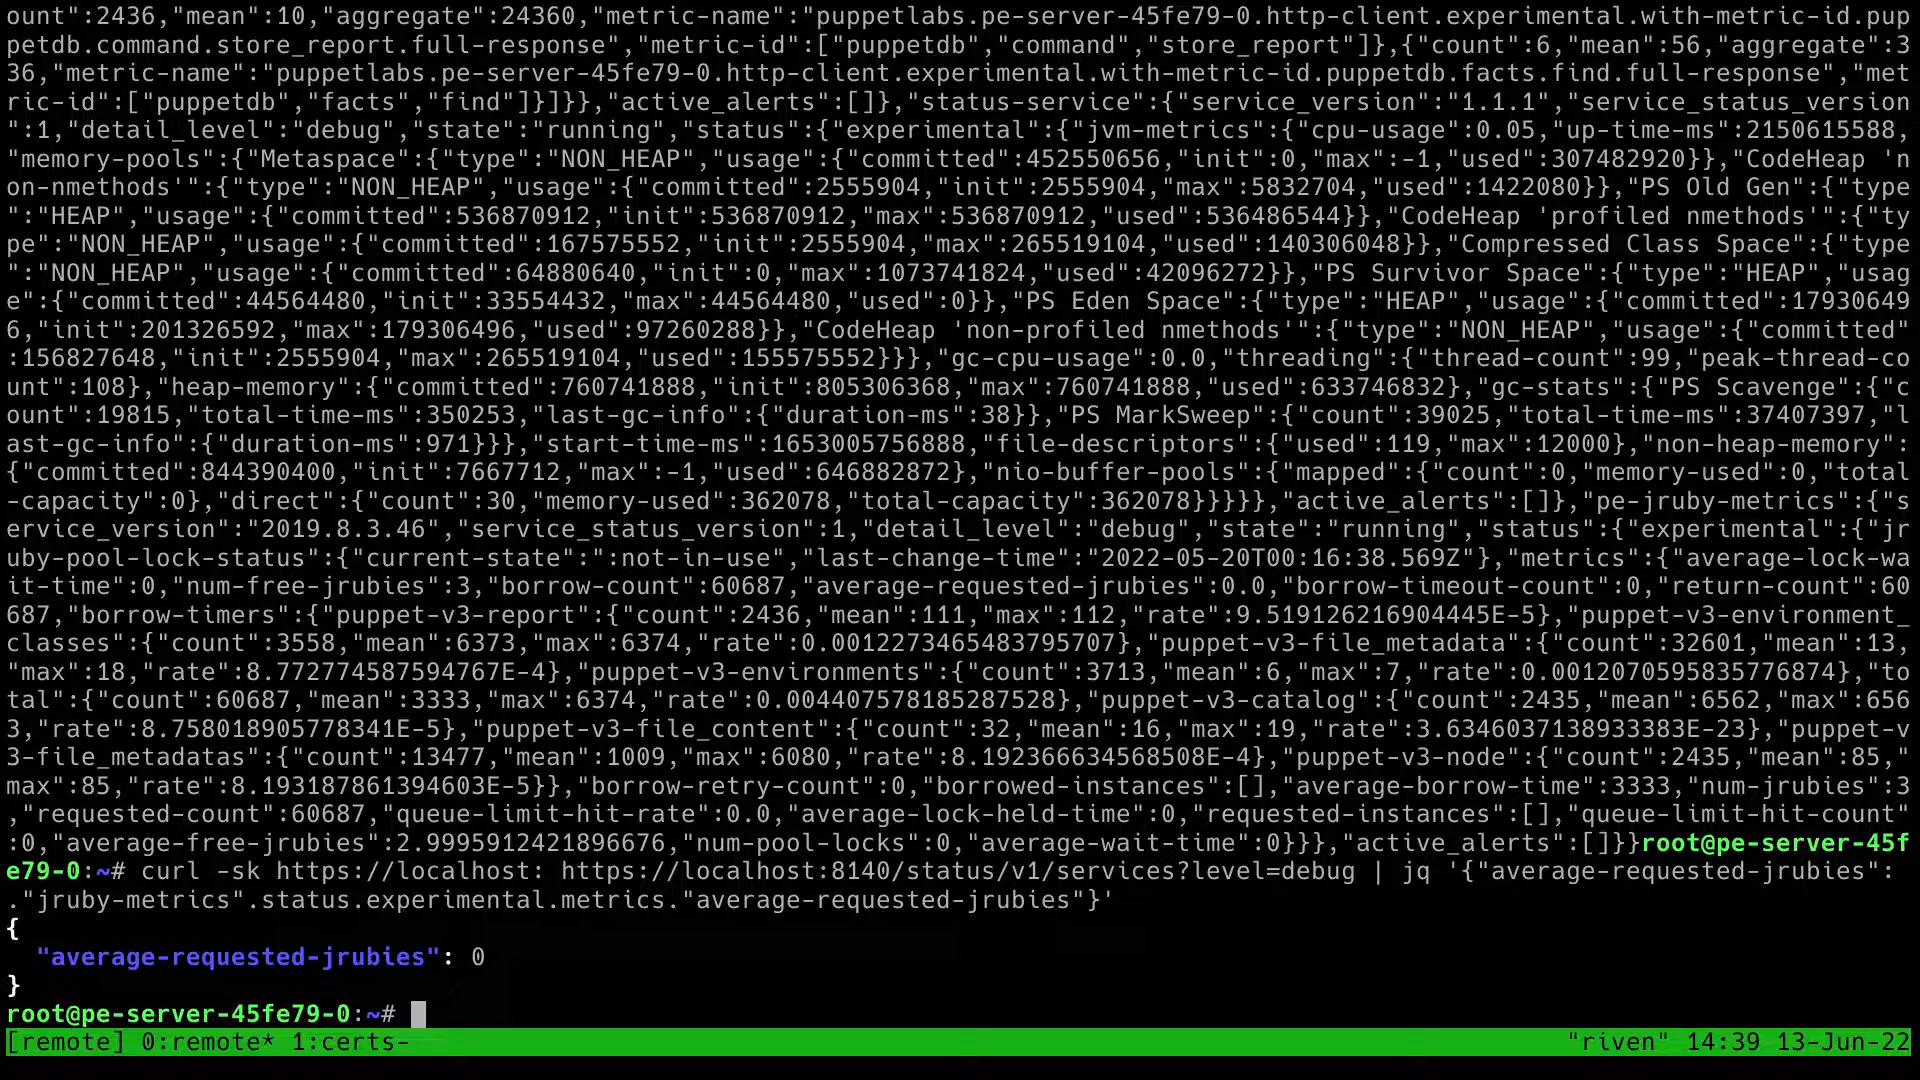 ount":2436,"mean":10,"aggregate":24360,"metric-name":"puppetlabs.pe-server-45fe79-0.http-client.experimental.with-metric-id.pup
petdb.command.store_report.full-response","metric-id":["puppetdb","command","store_report"]},{"count":6,"mean":56,"aggregate":3
36,"metric-name":"puppetlabs.pe-server-45fe79-0.http-client.experimental.with-metric-id.puppetdb.facts.find.full-response","met
ric-id":["puppetdb","facts","find"]}]}},"active_alerts":[]},"status-service":{"service_version":"1.1.1","service_status_version
":1,"detail_level":"debug","state":"running","status":{"experimental":{"jvm-metrics":{"cpu-usage":0.05,"up-time-ms":2150615588,
"memory-pools":{"Metaspace":{"type":"NON_HEAP","usage":{"committed":452550656,"init":0,"max":-1,"used":307482920}},"CodeHeap 'n
on-nmethods'":{"type":"NON_HEAP","usage":{"committed":2555904,"init":2555904,"max":5832704,"used":1422080}},"PS Old Gen":{"type
":"HEAP","usage":{"committed":536870912,"init":536870912,"max":536870912,"used":536486544}},"CodeHeap 'profiled nmethods'":{"ty
pe":"NON_HEAP","usage":{"committed":167575552,"init":2555904,"max":265519104,"used":140306048}},"Compressed Class Space":{"type
":"NON_HEAP","usage":{"committed":64880640,"init":0,"max":1073741824,"used":42096272}},"PS Survivor Space":{"type":"HEAP","usag
e":{"committed":44564480,"init":33554432,"max":44564480,"used":0}},"PS Eden Space":{"type":"HEAP","usage":{"committed":17930649
6,"init":201326592,"max":179306496,"used":97260288}},"CodeHeap 'non-profiled nmethods'":{"type":"NON_HEAP","usage":{"committed"
:156827648,"init":2555904,"max":265519104,"used":155575552}}},"gc-cpu-usage":0.0,"threading":{"thread-count":99,"peak-thread-co
unt":108},"heap-memory":{"committed":760741888,"init":805306368,"max":760741888,"used":633746832},"gc-stats":{"PS Scavenge":{"c
ount":19815,"total-time-ms":350253,"last-gc-info":{"duration-ms":38}},"PS MarkSweep":{"count":39025,"total-time-ms":37407397,"l
ast-gc-info":{"duration-ms":971}}},"start-time-ms":1653005756888,"file-descriptors":{"used":119,"max":12000},"non-heap-memory":
{"committed":844390400,"init":7667712,"max":-1,"used":646882872},"nio-buffer-pools":{"mapped":{"count":0,"memory-used":0,"total
-capacity":0},"direct":{"count":30,"memory-used":362078,"total-capacity":362078}}}}},"active_alerts":[]},"pe-jruby-metrics":{"s
ervice_version":"2019.8.3.46","service_status_version":1,"detail_level":"debug","state":"running","status":{"experimental":{"jr
uby-pool-lock-status":{"current-state":":not-in-use","last-change-time":"2022-05-20T00:16:38.569Z"},"metrics":{"average-lock-wa
it-time":0,"num-free-jrubies":3,"borrow-count":60687,"average-requested-jrubies":0.0,"borrow-timeout-count":0,"return-count":60
687,"borrow-timers":{"puppet-v3-report":{"count":2436,"mean":111,"max":112,"rate":9.519126216904445E-5},"puppet-v3-environment_
classes":{"count":3558,"mean":6373,"max":6374,"rate":0.0012273465483795707},"puppet-v3-file_metadata":{"count":32601,"mean":13,
"max":18,"rate":8.772774587594767E-4},"puppet-v3-environments":{"count":3713,"mean":6,"max":7,"rate":0.0012070595835776874},"to
tal":{"count":60687,"mean":3333,"max":6374,"rate":0.004407578185287528},"puppet-v3-catalog":{"count":2435,"mean":6562,"max":656
3,"rate":8.758018905778341E-5},"puppet-v3-file_content":{"count":32,"mean":16,"max":19,"rate":3.6346037138933383E-23},"puppet-v
3-file_metadatas":{"count":13477,"mean":1009,"max":6080,"rate":8.192366634568508E-4},"puppet-v3-node":{"count":2435,"mean":85,"
max":85,"rate":8.193187861394603E-5}},"borrow-retry-count":0,"borrowed-instances":[],"average-borrow-time":3333,"num-jrubies":3
,"requested-count":60687,"queue-limit-hit-rate":0.0,"average-lock-held-time":0,"requested-instances":[],"queue-limit-hit-count"
:0,"average-free-jrubies":2.9995912421896676,"num-pool-locks":0,"average-wait-time":0}}},"active_alerts":[]}}root@pe-server-45f
e79-0:~# curl -sk https://localhost: https://localhost:8140/status/v1/services?level=debug | jq '{"average-requested-jrubies":
."jruby-metrics".status.experimental.metrics."average-requested-jrubies"}'
{
"average-requested-jrubies": 0
}
root@pe-server-45fe79-0:~#
[remote] 0:remote* 1:certs- "riven" 14:39 13-Jun-22